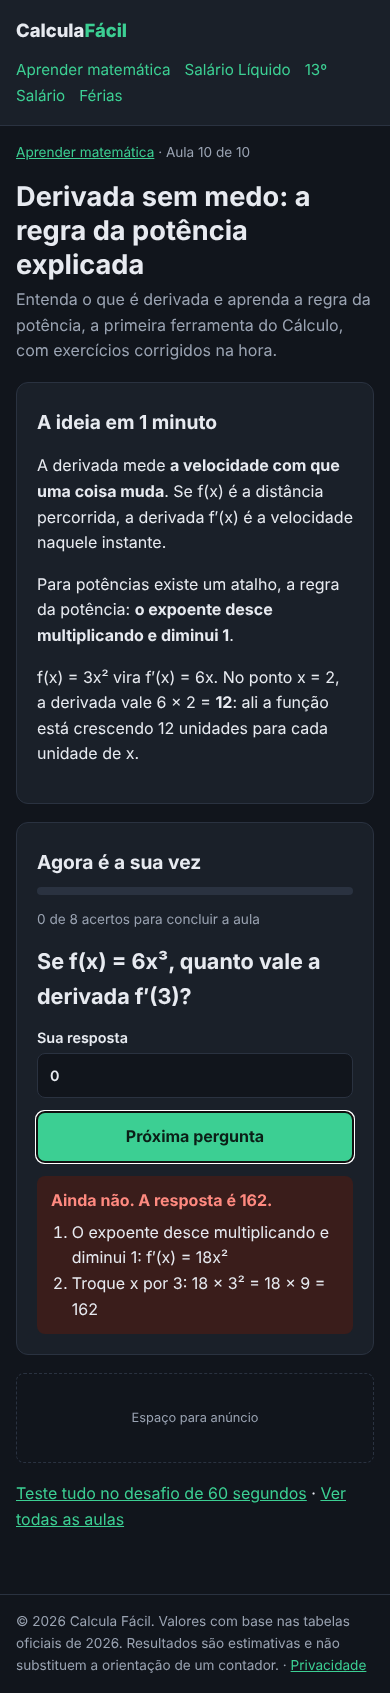 CalculaFácil
Aprender matemática Salário Líquido 13º
Salário Férias
Aprender matemática · Aula 10 de 10
Derivada sem medo: a
regra da potência
explicada
Entenda o que é derivada e aprenda a regra da
potência, a primeira ferramenta do Cálculo,
com exercícios corrigidos na hora.
A ideia em 1 minuto
A derivada mede a velocidade com que
uma coisa muda. Se f(x) é a distância
percorrida, a derivada f′(x) é a velocidade
naquele instante.
Para potências existe um atalho, a regra
da potência: o expoente desce
multiplicando e diminui 1.
f(x) = 3x² vira f′(x) = 6x. No ponto x = 2,
a derivada vale 6 × 2 = 12: ali a função
está crescendo 12 unidades para cada
unidade de x.
Agora é a sua vez
0 de 8 acertos para concluir a aula
Se f(x) = 6x³, quanto vale a
derivada f′(3)?
Sua resposta
0
Próxima pergunta
Ainda não. A resposta é 162.
1. O expoente desce multiplicando e
diminui 1: f′(x) = 18x²
2. Troque x por 3: 18 × 3² = 18 × 9 =
162
Espaço para anúncio
Teste tudo no desafio de 60 segundos · Ver
todas as aulas
© 2026 Calcula Fácil. Valores com base nas tabelas
oficiais de 2026. Resultados são estimativas e não
substituem a orientação de um contador. · Privacidade